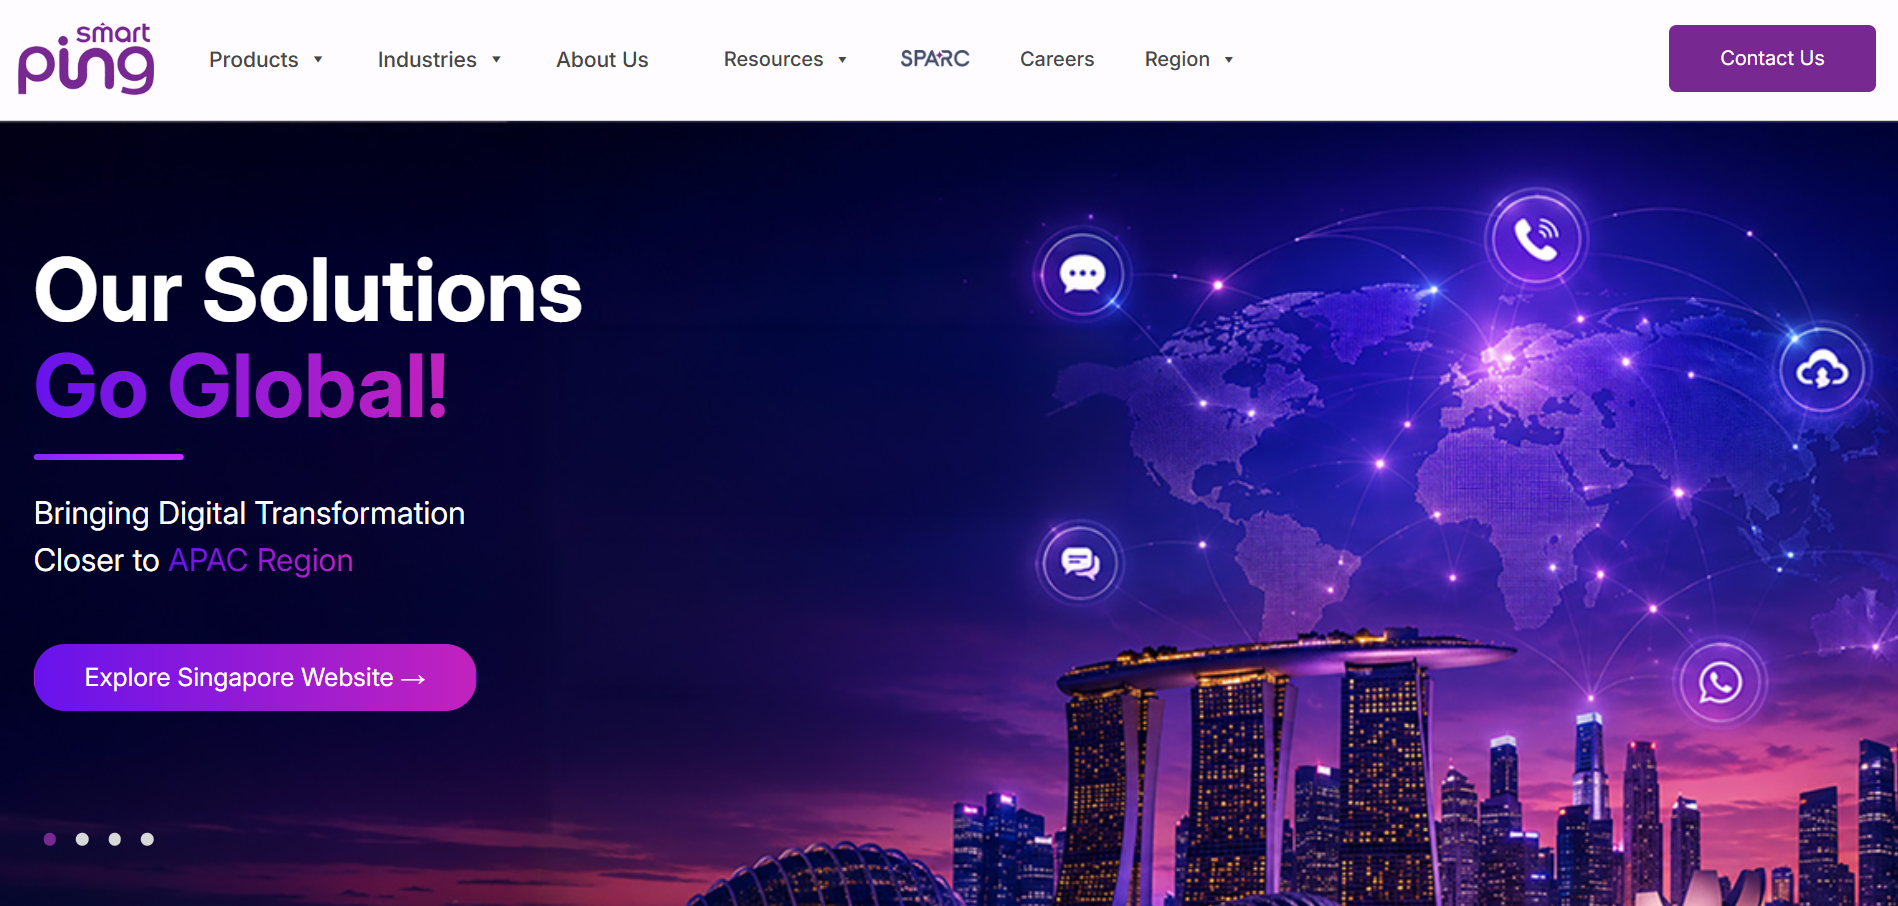 smart
ping
Products
Industries
About Us
Resources
SPARC
Careers
Region
Contact Us
Our Solutions
Go Global!
Bringing Digital Transformation
Closer to APAC Region
Explore Singapore Website →